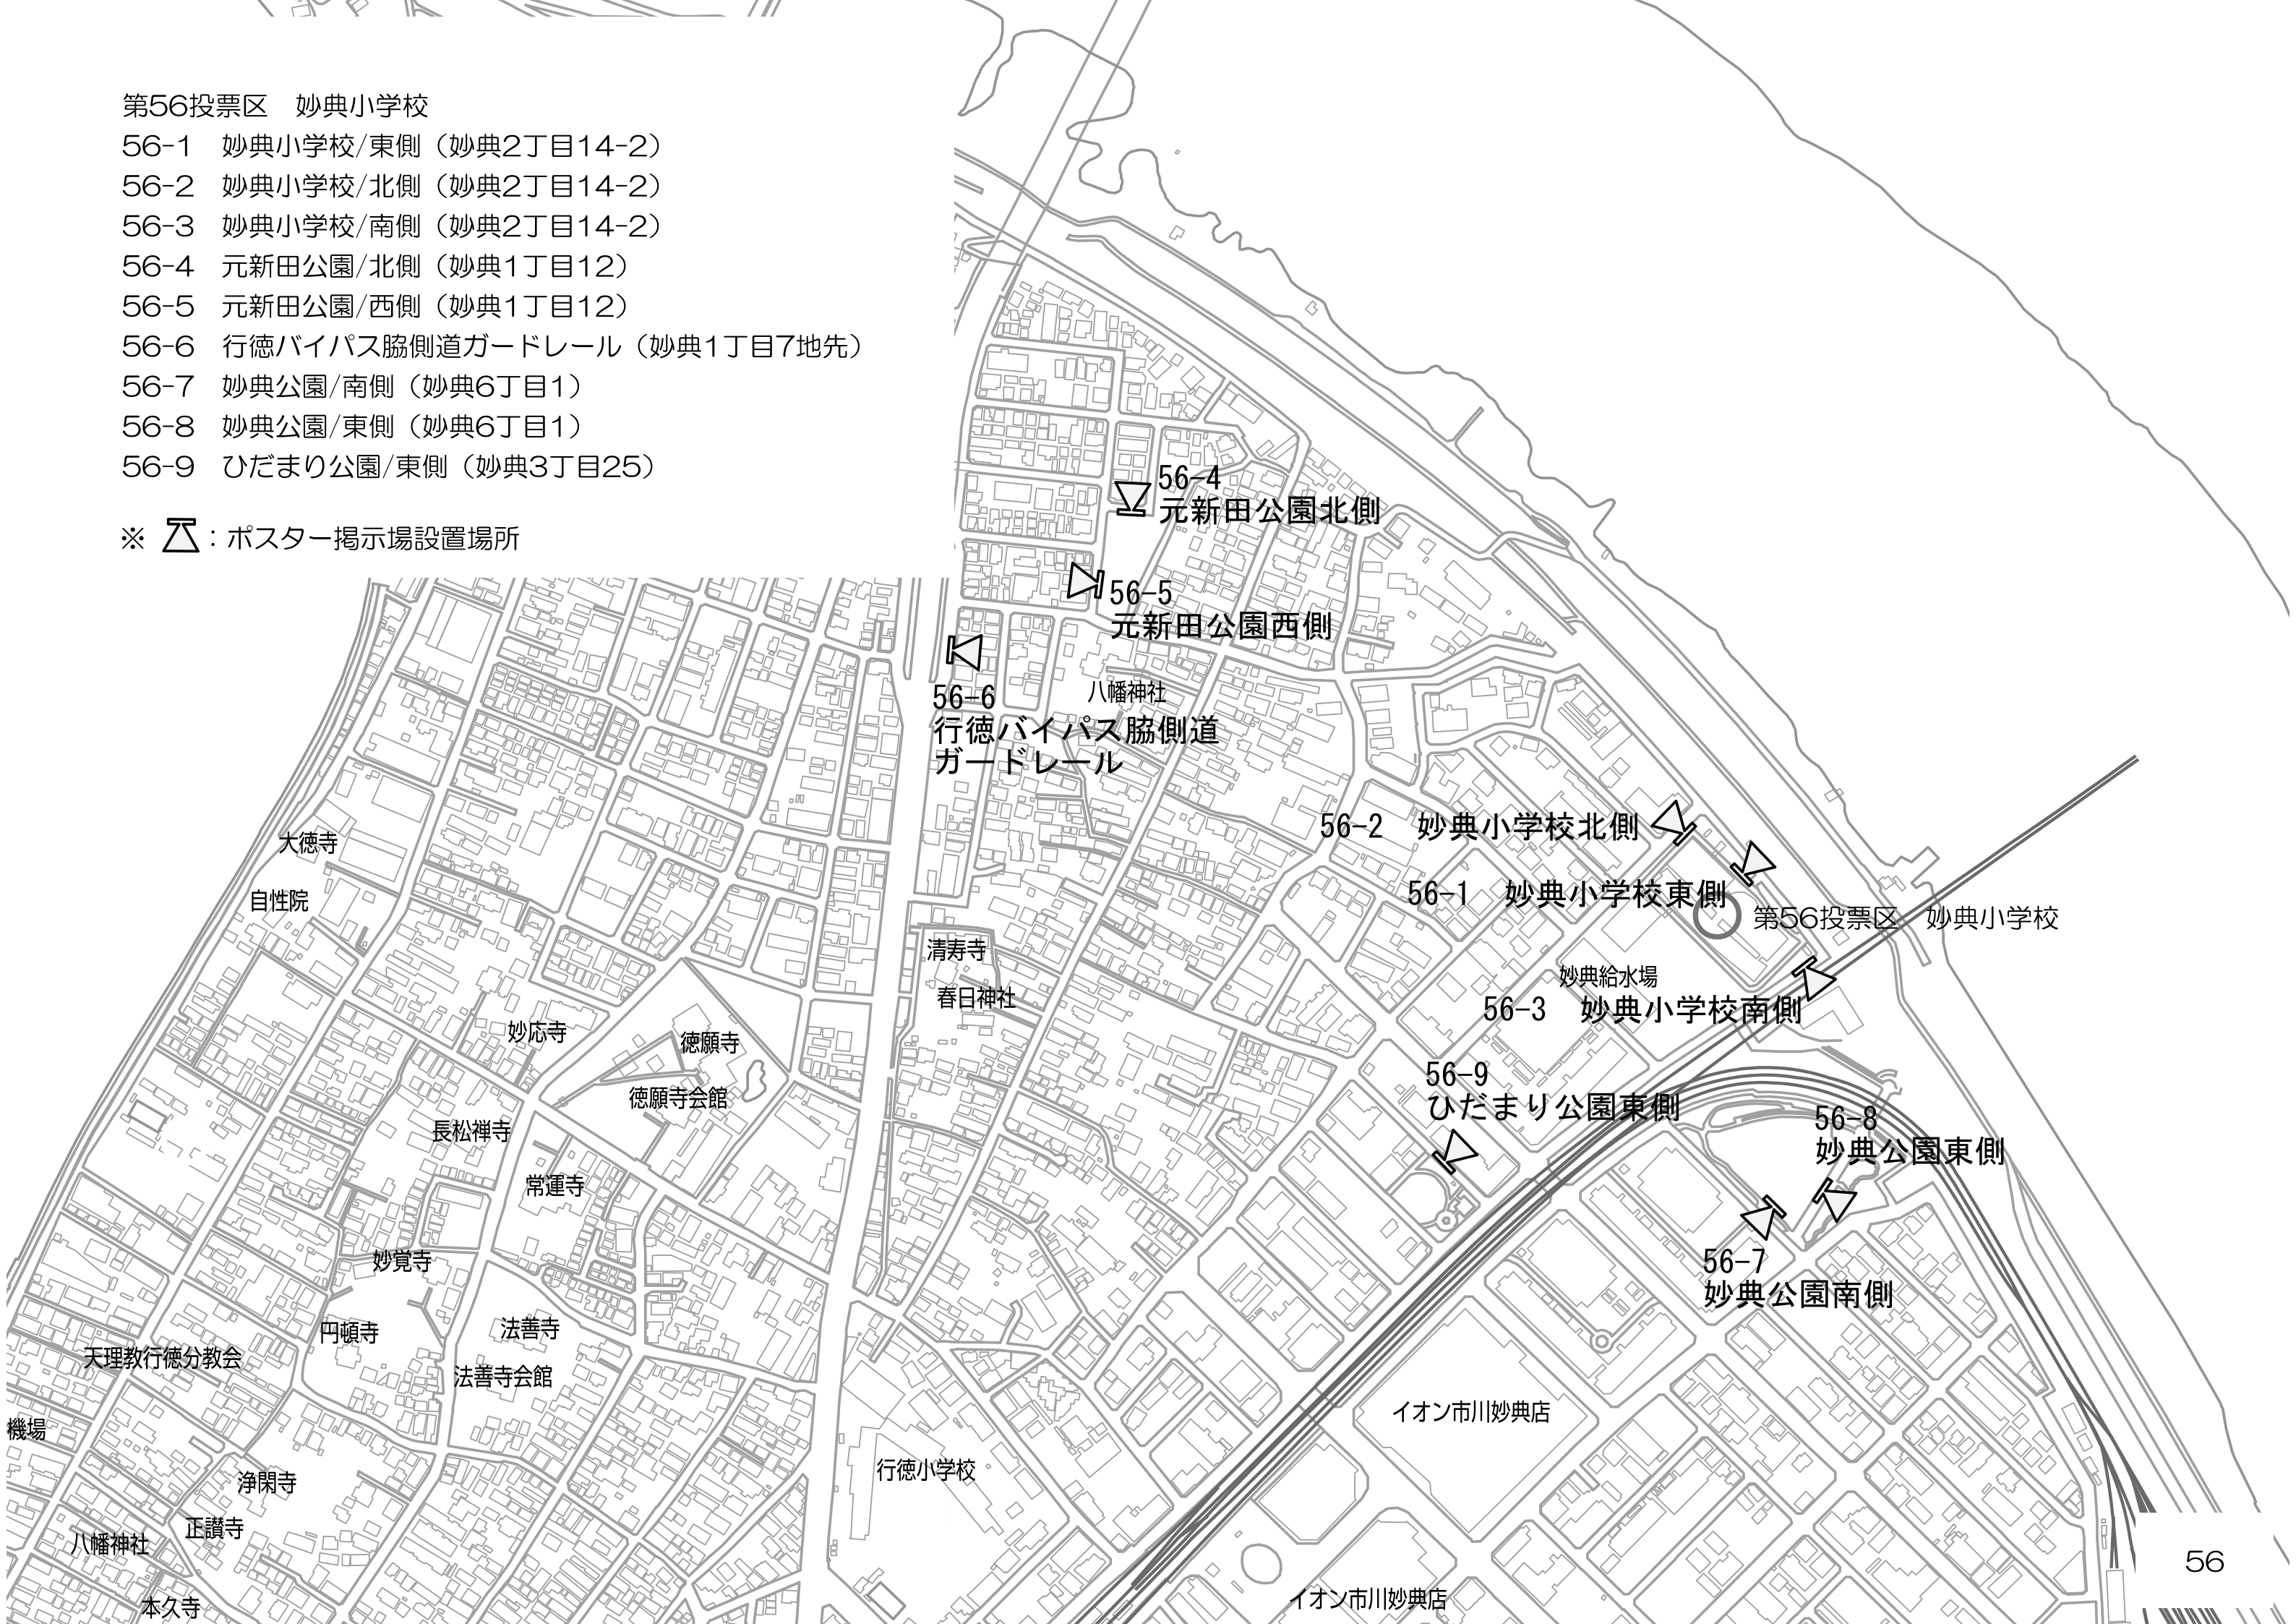 第56投票区　妙典小学校
56-1　妙典小学校/東側（妙典2丁目14-2）
56-2　妙典小学校/北側（妙典2丁目14-2）
56-3　妙典小学校/南側（妙典2丁目14-2）
56-4　元新田公園/北側（妙典1丁目12）
56-5　元新田公園/西側（妙典1丁目12）
56-6　行徳バイパス脇側道ガードレール（妙典1丁目7地先）
56-7　妙典公園/南側（妙典6丁目1）
56-8　妙典公園/東側（妙典6丁目1）
56-9　ひだまり公園/東側（妙典3丁目25）
※　：ポスター掲示場設置場所
56-4
元新田公園北側
56-5
元新田公園西側
56-6
行徳バイパス脇側道
ガードレール
八幡神社
56-2　妙典小学校北側
56-1　妙典小学校東側
第56投票区　妙典小学校
妙典給水場
56-3　妙典小学校南側
56-9
ひだまり公園東側
56-8
妙典公園東側
56-7
妙典公園南側
大徳寺
自性院
清寿寺
春日神社
妙応寺
徳願寺
徳願寺会館
長松禅寺
常運寺
妙覚寺
円頓寺
法善寺
法善寺会館
天理教行徳分教会
機場
浄閑寺
正讃寺
八幡神社
本久寺
行徳小学校
イオン市川妙典店
イオン市川妙典店
56